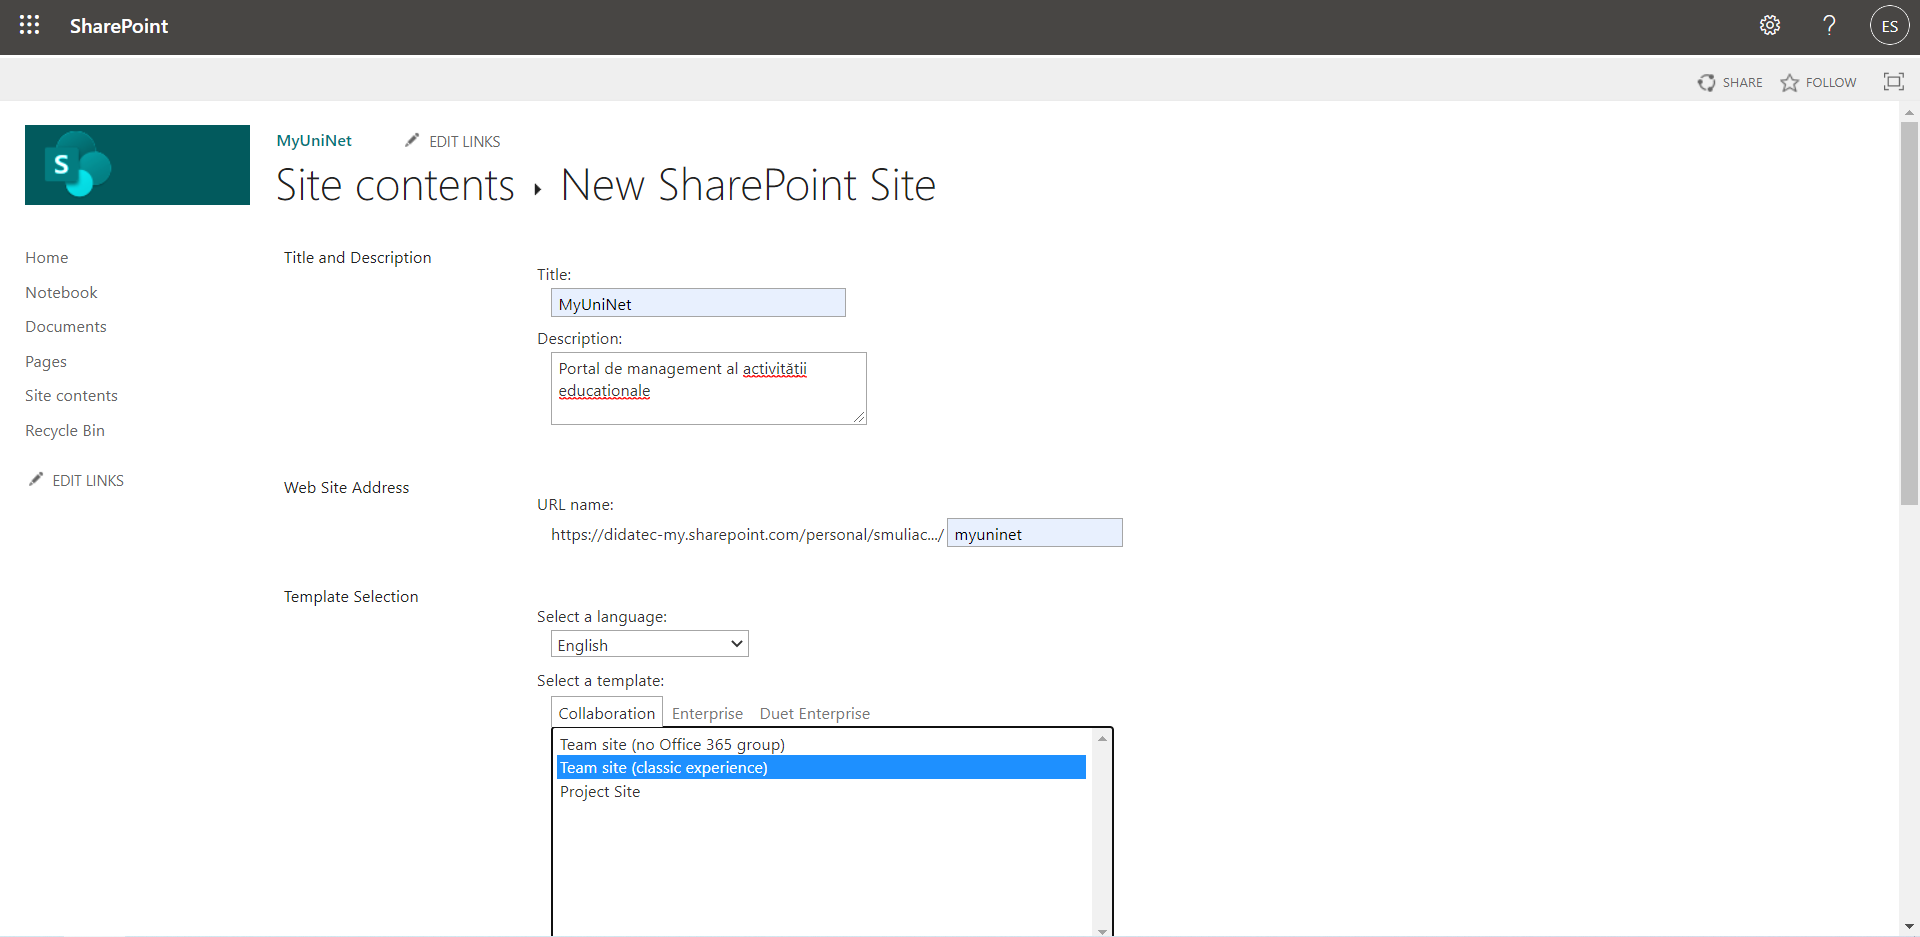 SharePoint
ES
SHARE
FOLLOW
S
MyUniNet
EDIT LINKS
Site contents ▸ New SharePoint Site
Home
Notebook
Documents
Pages
Site contents
Recycle Bin
EDIT LINKS
Title and Description
Title:
MyUniNet
Description:
Portal de management al activității
educaționale
Web Site Address
URL name:
https://didatec-my.sharepoint.com/personal/smuliac.../ myuninet
Template Selection
Select a language:
English
Select a template:
Collaboration Enterprise Duet Enterprise
Team site (no Office 365 group)
Team site (classic experience)
Project Site